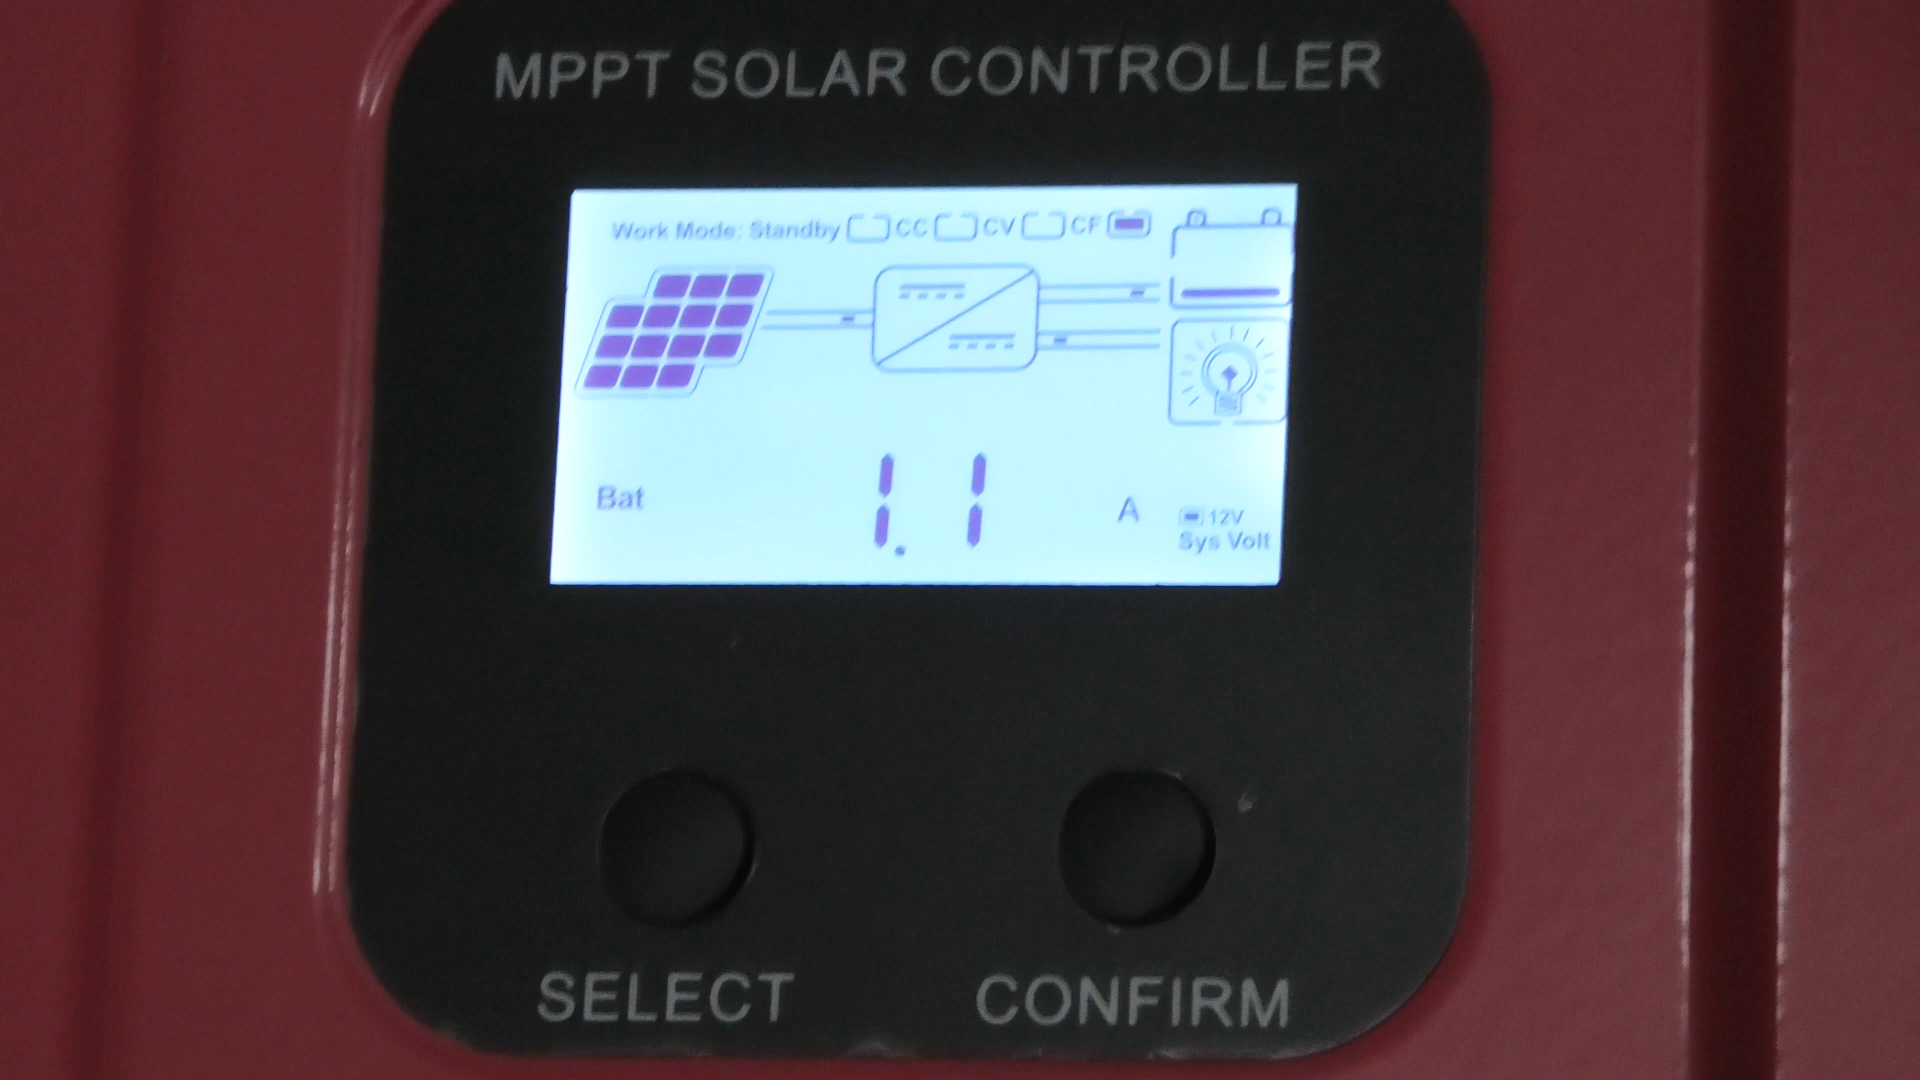 MPPT SOLAR CONTROLLER
Work Mode: Standby CC CV CF
Bat 1.1 A
12V
Sys Volt
SELECT CONFIRM